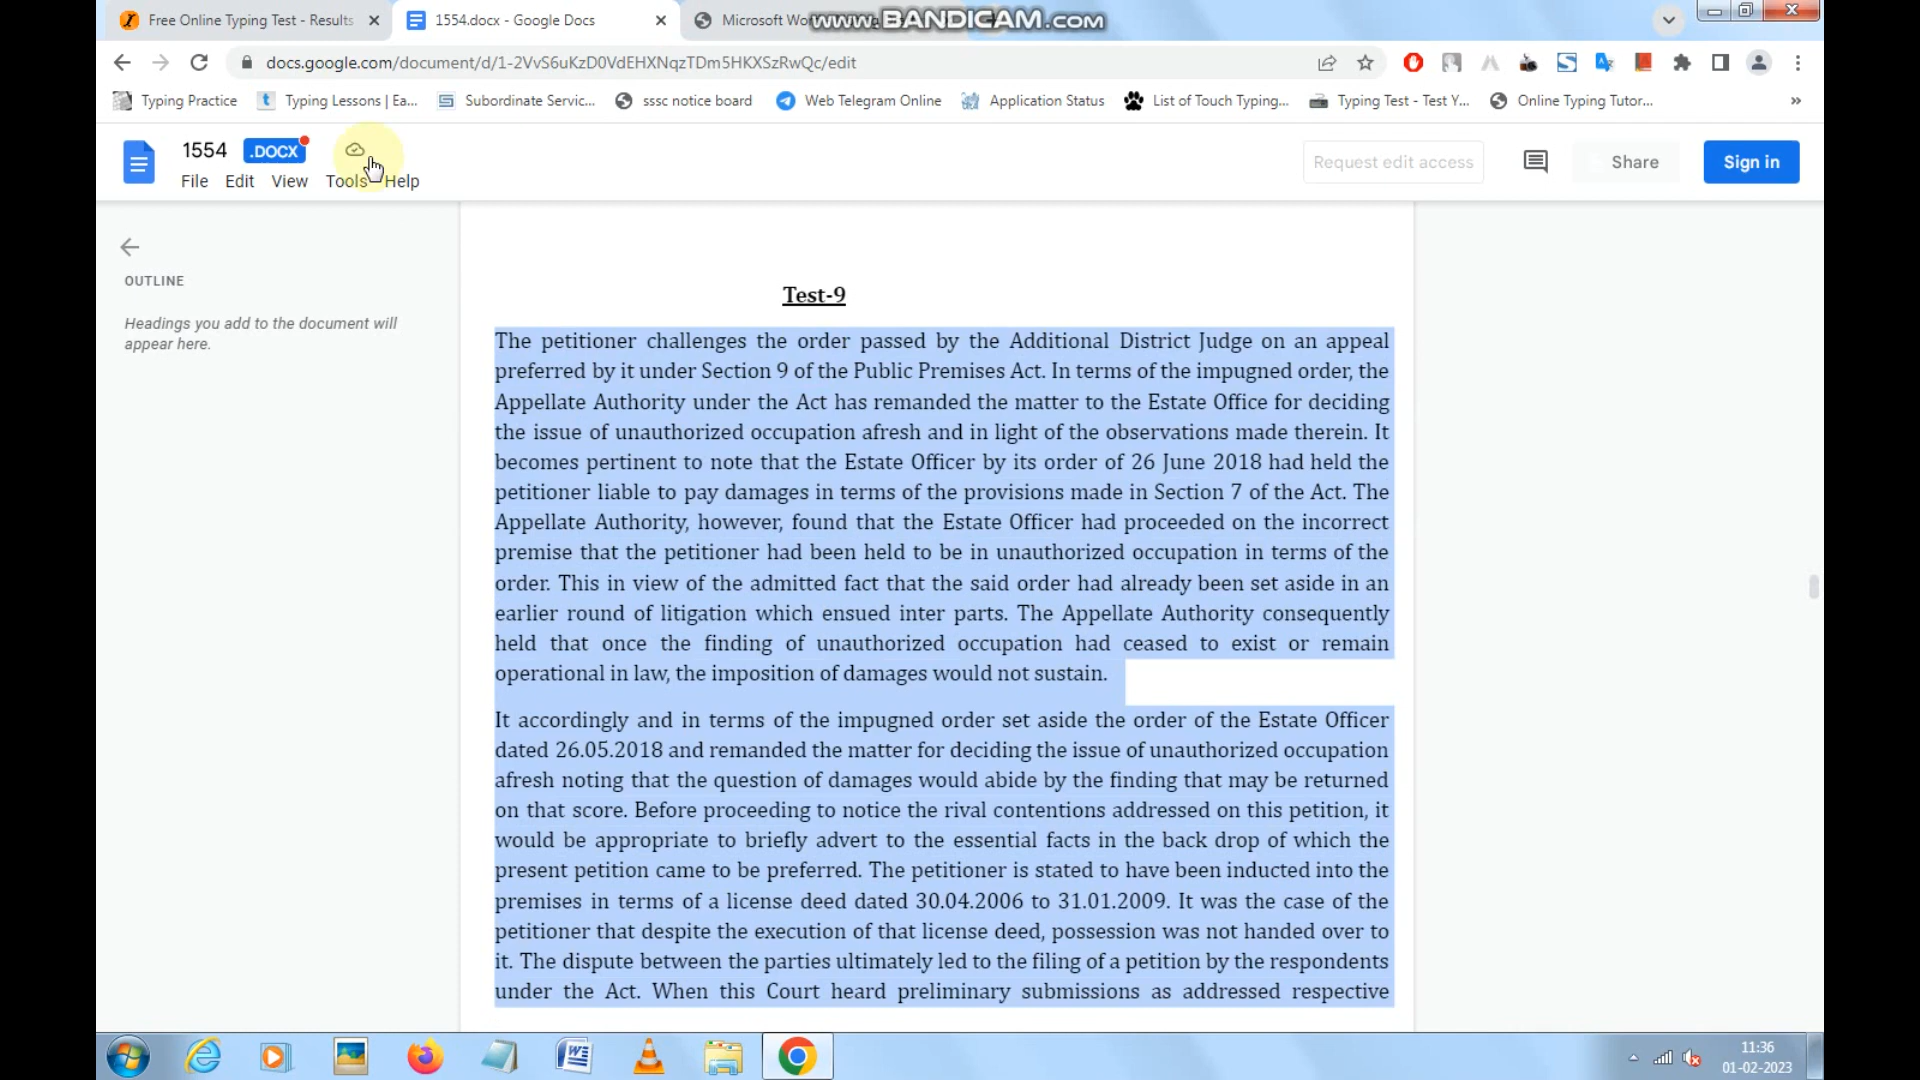 Free Online Typing Test - Results
1554.docx - Google Docs
Microsoft Wor
www.BANDICAM.com
docs.google.com/document/d/1-2VvS6uKzD0VdEHXNqzTDm5HKXSzRwQc/edit
Typing Practice
Typing Lessons | Ea...
Subordinate Servic...
sssc notice board
Web Telegram Online
Application Status
List of Touch Typing...
Typing Test - Test Y...
Online Typing Tutor...
»
1554 .DOCX
File Edit View Tools Help
Request edit access
Share
Sign in
OUTLINE
Headings you add to the document will
appear here.
Test-9
The petitioner challenges the order passed by the Additional District Judge on an appeal
preferred by it under Section 9 of the Public Premises Act. In terms of the impugned order, the
Appellate Authority under the Act has remanded the matter to the Estate Office for deciding
the issue of unauthorized occupation afresh and in light of the observations made therein. It
becomes pertinent to note that the Estate Officer by its order of 26 June 2018 had held the
petitioner liable to pay damages in terms of the provisions made in Section 7 of the Act. The
Appellate Authority, however, found that the Estate Officer had proceeded on the incorrect
premise that the petitioner had been held to be in unauthorized occupation in terms of the
order. This in view of the admitted fact that the said order had already been set aside in an
earlier round of litigation which ensued inter parts. The Appellate Authority consequently
held that once the finding of unauthorized occupation had ceased to exist or remain
operational in law, the imposition of damages would not sustain.
It accordingly and in terms of the impugned order set aside the order of the Estate Officer
dated 26.05.2018 and remanded the matter for deciding the issue of unauthorized occupation
afresh noting that the question of damages would abide by the finding that may be returned
on that score. Before proceeding to notice the rival contentions addressed on this petition, it
would be appropriate to briefly advert to the essential facts in the back drop of which the
present petition came to be preferred. The petitioner is stated to have been inducted into the
premises in terms of a license deed dated 30.04.2006 to 31.01.2009. It was the case of the
petitioner that despite the execution of that license deed, possession was not handed over to
it. The dispute between the parties ultimately led to the filing of a petition by the respondents
under the Act. When this Court heard preliminary submissions as addressed respective
11:36
01-02-2023